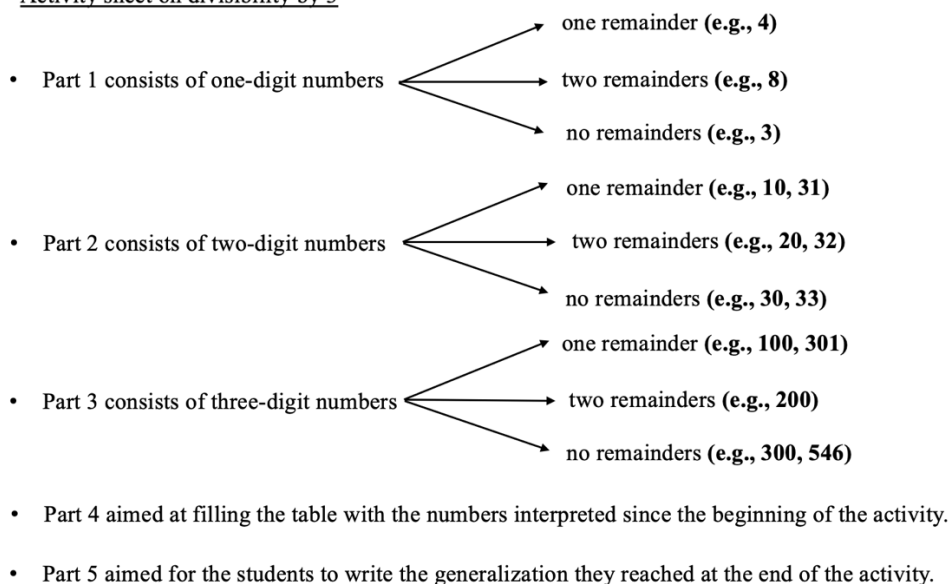 Activity sheet on divisibility by 3
one remainder (e.g., 4)
• Part 1 consists of one-digit numbers
two remainders (e.g., 8)
no remainders (e.g., 3)
one remainder (e.g., 10, 31)
• Part 2 consists of two-digit numbers
two remainders (e.g., 20, 32)
no remainders (e.g., 30, 33)
one remainder (e.g., 100, 301)
• Part 3 consists of three-digit numbers
two remainders (e.g., 200)
no remainders (e.g., 300, 546)
• Part 4 aimed at filling the table with the numbers interpreted since the beginning of the activity.
• Part 5 aimed for the students to write the generalization they reached at the end of the activity.